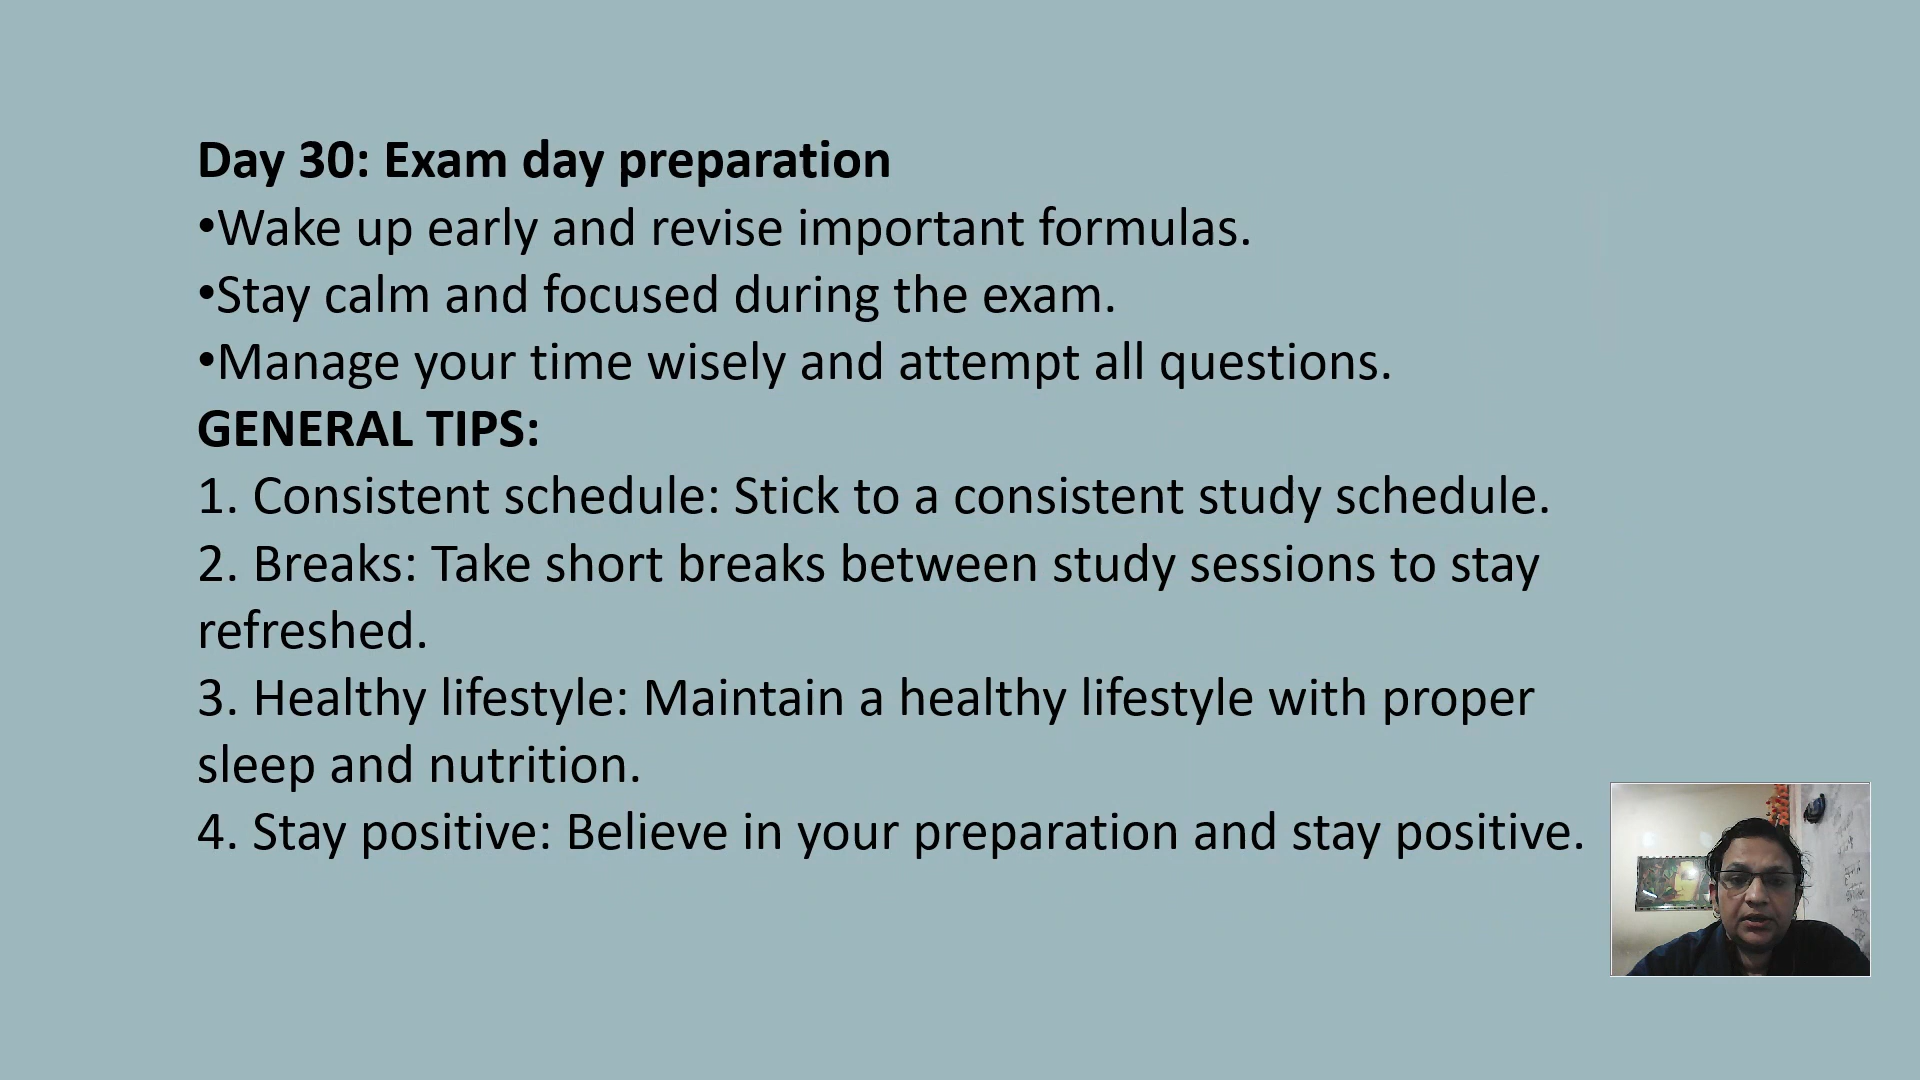 Day 30: Exam day preparation
•Wake up early and revise important formulas.
•Stay calm and focused during the exam.
•Manage your time wisely and attempt all questions.
GENERAL TIPS:
1. Consistent schedule: Stick to a consistent study schedule.
2. Breaks: Take short breaks between study sessions to stay
refreshed.
3. Healthy lifestyle: Maintain a healthy lifestyle with proper
sleep and nutrition.
4. Stay positive: Believe in your preparation and stay positive.